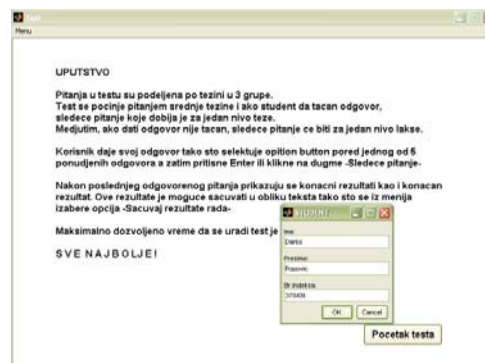 Test
Menu
UPUTSTVO
Pitanja u testu su podeljena po tezini u 3 grupe.
Test se pocinje pitanjem srednje tezine i ako student da tacan odgovor,
sledece pitanje koje dobija je za jedan nivo teze.
Medjutim, ako dati odgovor nije tacan, sledece pitanje ce biti za jedan nivo lakse.
Korisnik daje svoj odgovor tako sto selektuje opition button pored jednog od 5
ponudjenih odgovora a zatim pritisne Enter ili klikne na dugme -Sledece pitanje-
Nakon poslednjeg odgovorenog pitanja prikazuju se konacni rezultati kao i konacan
rezultat. Ove rezultate je moguce sacuvati u obliku teksta tako sto se iz menija
izabere opcija -Sacuvaj rezultate rada-
Maksimalno dozvoljeno vreme da se uradi test je
S V E N A J B O L J E !
STUDENT
Ime:
Darko
Prezime:
Popovic
Br.indeksa:
OK Cancel
Pocetak testa